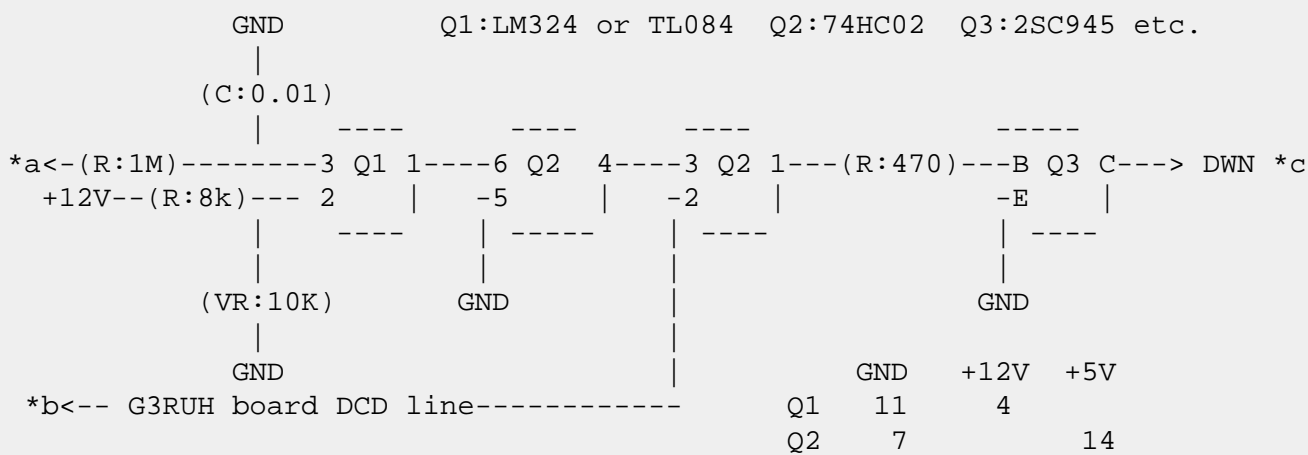 GND          Q1:LM324 or TL084  Q2:74HC02  Q3:2SC945 etc.
               |
           (C:0.01)
               |    ----      ----      ----              -----
*a<-(R:1M)--------3 Q1 1----6 Q2  4----3 Q2 1---(R:470)---B Q3 C---> DWN *c
  +12V--(R:8k)--- 2    |   -5     |   -2    |            -E    |
               |    ----    | -----    | ----              | ----
               |            |          |                   |
           (VR:10K)        GND         |                  GND
               |                       |
              GND                      |          GND   +12V  +5V
 *b<-- G3RUH board DCD line------------      Q1   11     4
                                             Q2   7           14